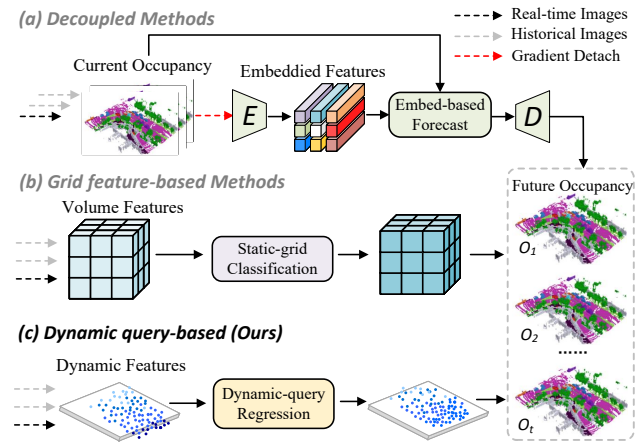 (a) Decoupled Methods
Real-time Images
Historical Images
Gradient Detach
Current Occupancy
Embeddied Features
E
Embed-based
Forecast
D
(b) Grid feature-based Methods
Volume Features
Static-grid
Classification
Future Occupancy
O1
O2
......
Ot
(c) Dynamic query-based (Ours)
Dynamic Features
Dynamic-query
Regression